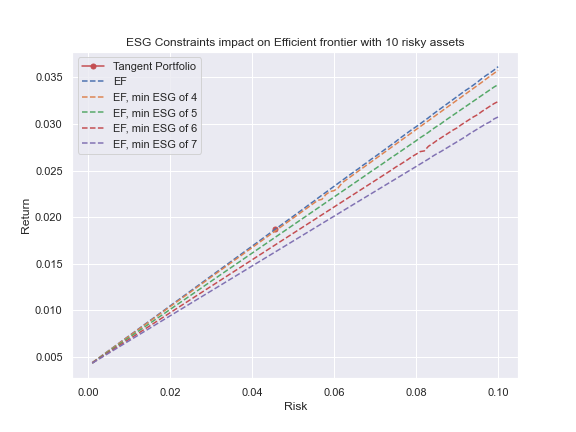 ESG Constraints impact on Efficient frontier with 10 risky assets
Tangent Portfolio
EF
EF, min ESG of 4
EF, min ESG of 5
EF, min ESG of 6
EF, min ESG of 7
0.035
0.030
0.025
0.020
0.015
0.010
0.005
Return
0.00 0.02 0.04 0.06 0.08 0.10
Risk